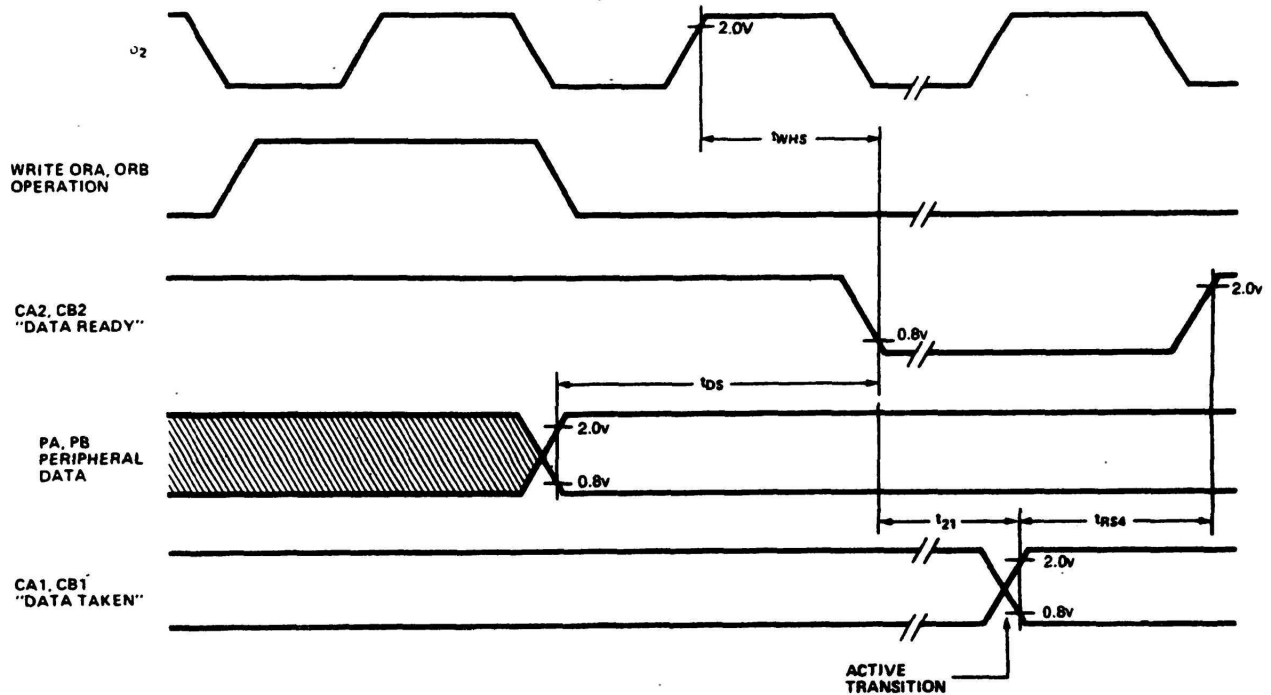 2.0V
tWHS
WRITE ORA, ORB
OPERATION
CA2, CB2
"DATA READY"
2.0v
0.8v
tDS
PA, PB
PERIPHERAL
DATA
2.0v
0.8v
t21
tRS4
CA1, CB1
"DATA TAKEN"
2.0v
0.8v
ACTIVE
TRANSITION